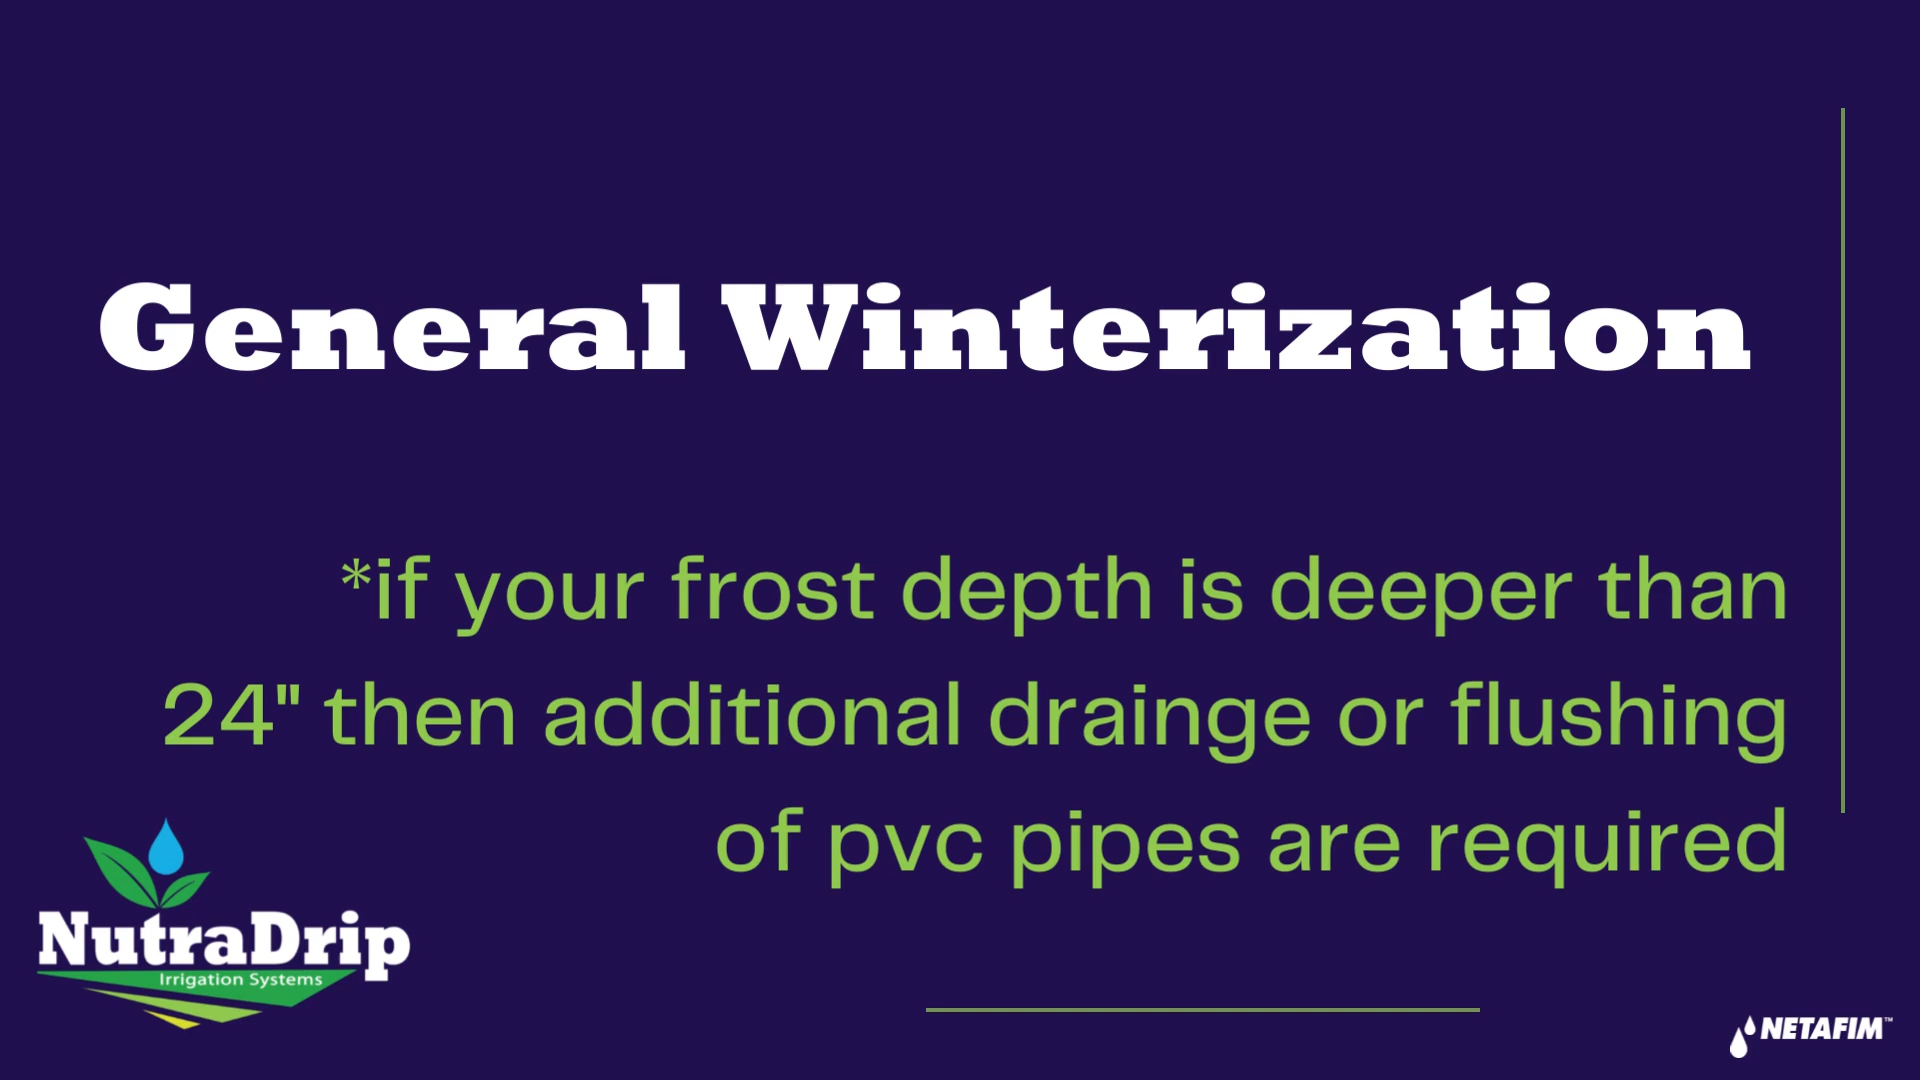 General Winterization
*if your frost depth is deeper than
24" then additional drainge or flushing
of pvc pipes are required
NutraDrip
Irrigation Systems
NETAFIM™